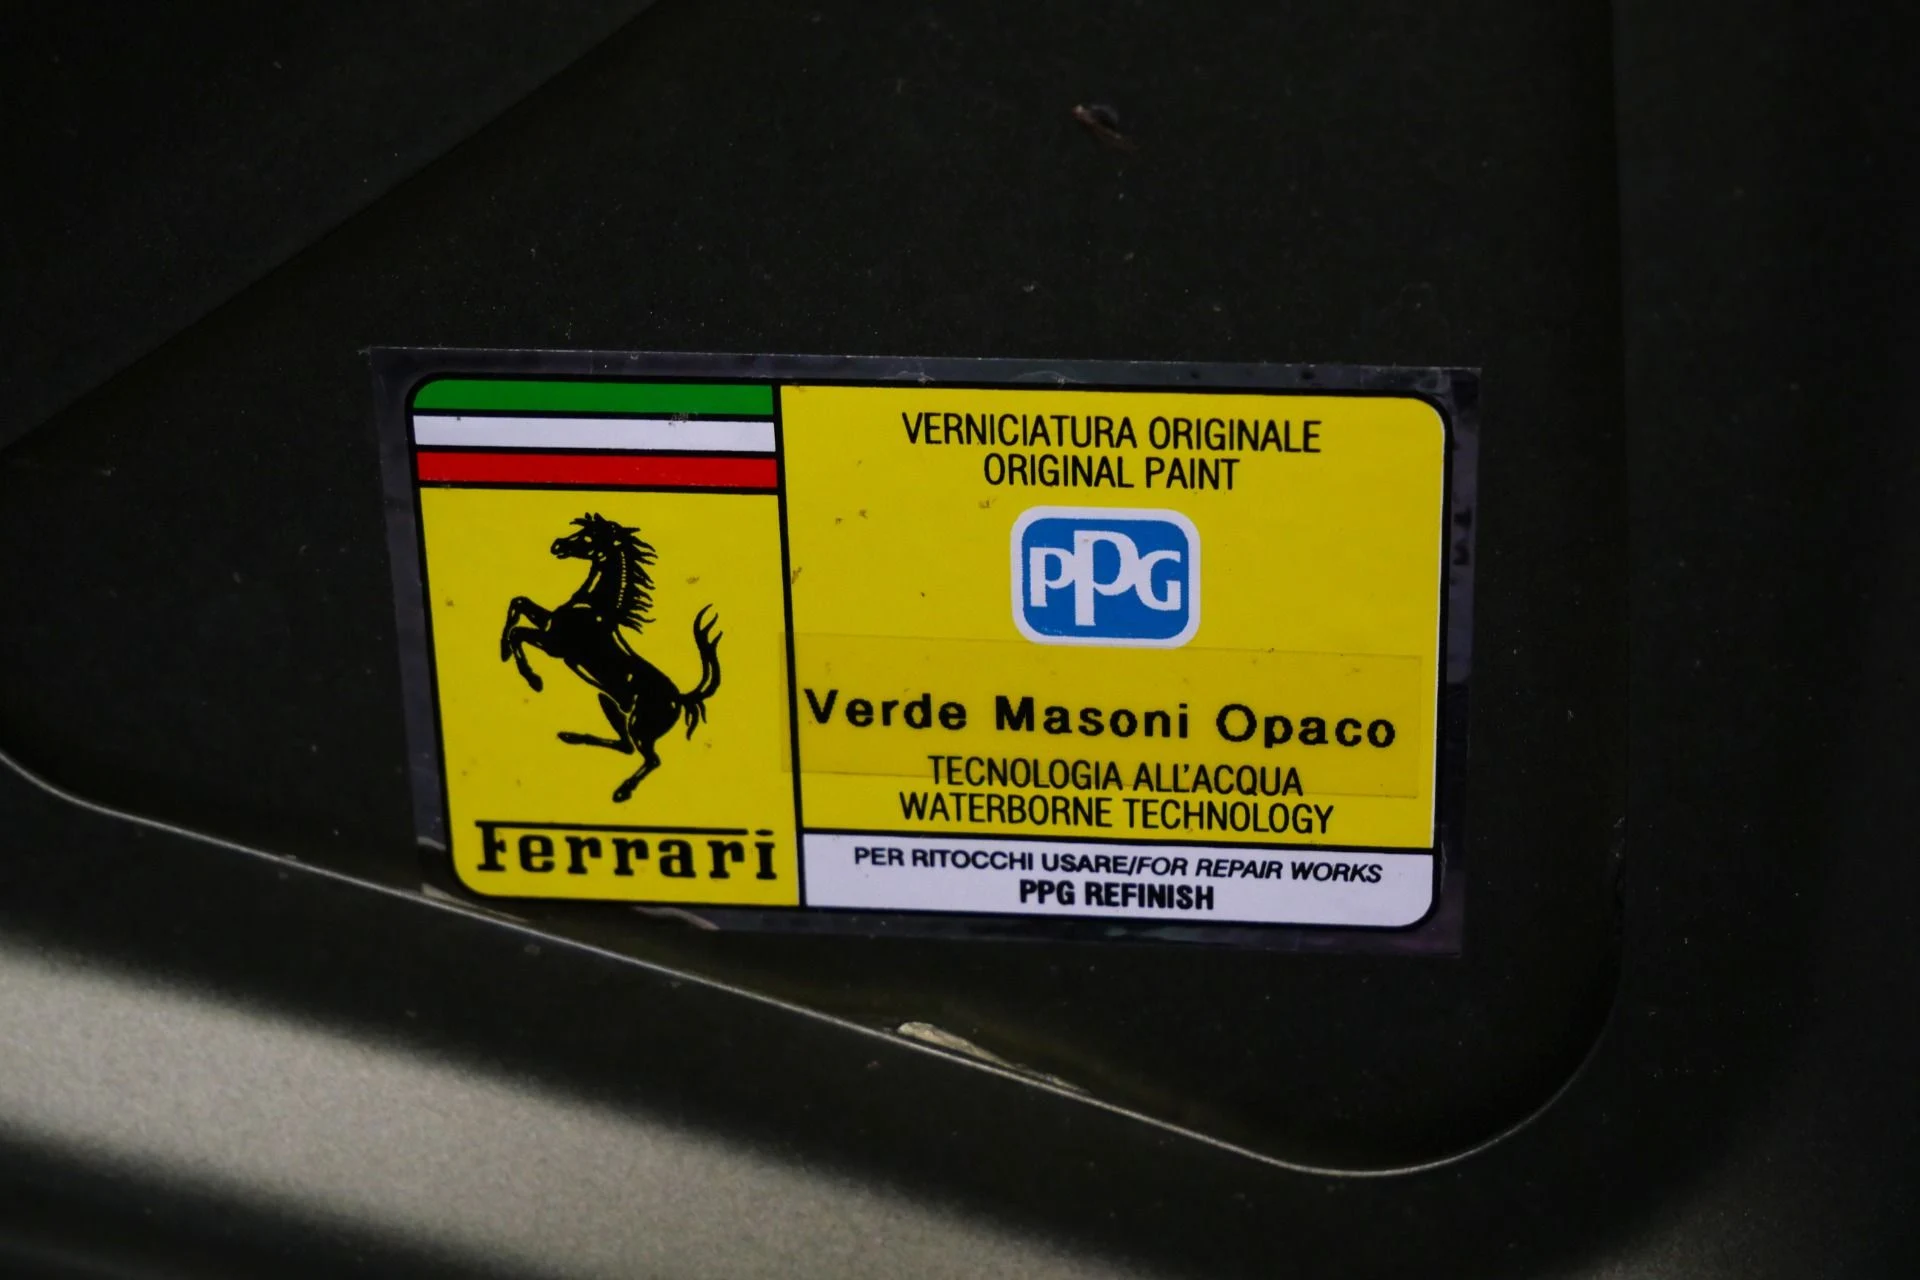 Ferrari
VERNICIATURA ORIGINALE
ORIGINAL PAINT
PPG
Verde Masoni Opaco
TECNOLOGIA ALL'ACQUA
WATERBORNE TECHNOLOGY
PER RITOCCHI USARE/FOR REPAIR WORKS
PPG REFINISH